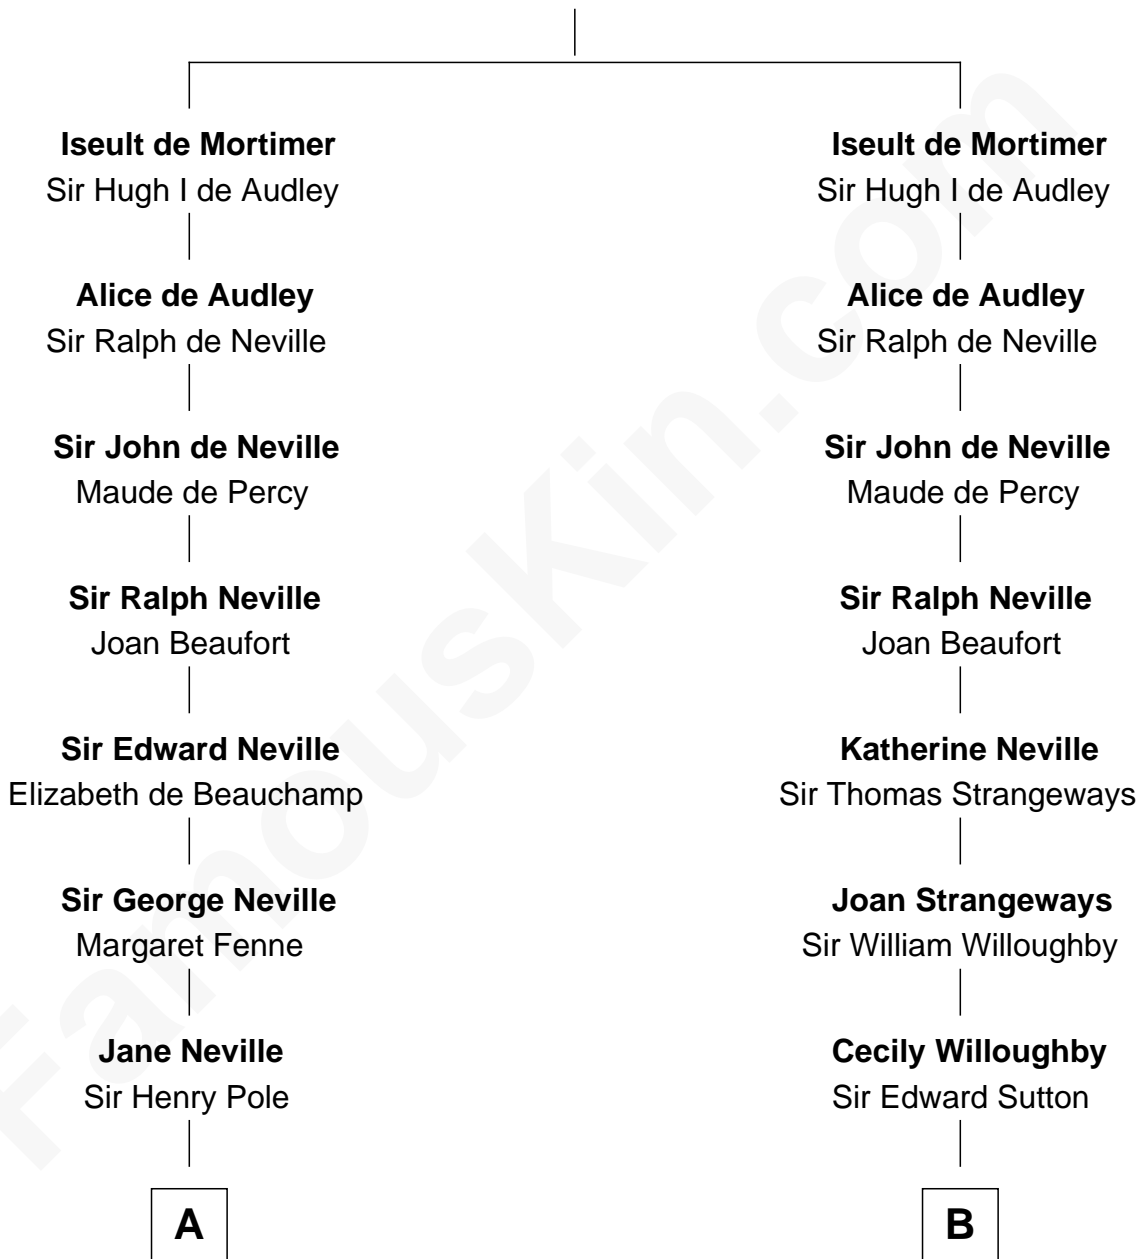 Iseult de Mortimer
Sir Hugh I de Audley
Alice de Audley
Sir Ralph de Neville
Sir John de Neville
Maude de Percy
Sir Ralph Neville
Joan Beaufort
Sir Edward Neville
Elizabeth de Beauchamp
Sir George Neville
Margaret Fenne
Jane Neville
Sir Henry Pole
A
Iseult de Mortimer
Sir Hugh I de Audley
Alice de Audley
Sir Ralph de Neville
Sir John de Neville
Maude de Percy
Sir Ralph Neville
Joan Beaufort
Katherine Neville
Sir Thomas Strangeways
Joan Strangeways
Sir William Willoughby
Cecily Willoughby
Sir Edward Sutton
B
FamousKin.com